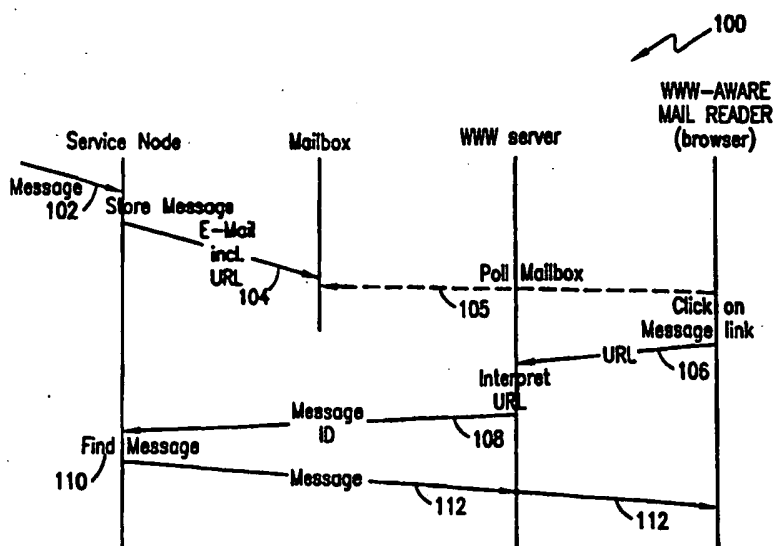 100
WWW-AWARE
MAIL READER
(browser)
Service Node
Mailbox
WWW server
Message
102
Store Message
E-Mail
incl.
URL
104
Poll Mailbox
105
Click on
Message link
URL
106
Interpret
URL
Message
ID
108
Find Message
110
Message
112
112